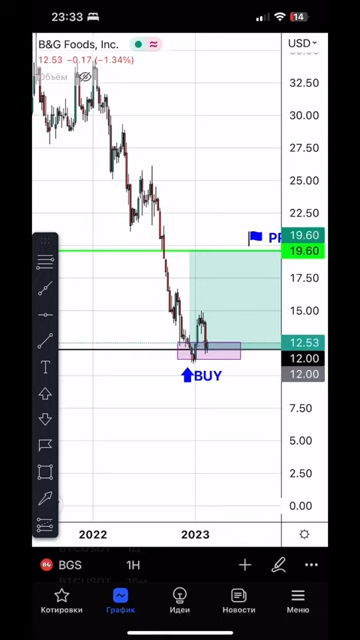 23:33
14
B&G Foods, Inc.
USD
12.53 −0.17 (−1.34%)
Объём
32.50
30.00
27.50
25.00
22.50
19.60
19.60
17.50
15.00
12.53
12.00
12.00
7.50
5.00
2.50
0.00
BUY
T
2022
2023
BGS
1Н
Котировки
График
Идеи
Новости
Меню